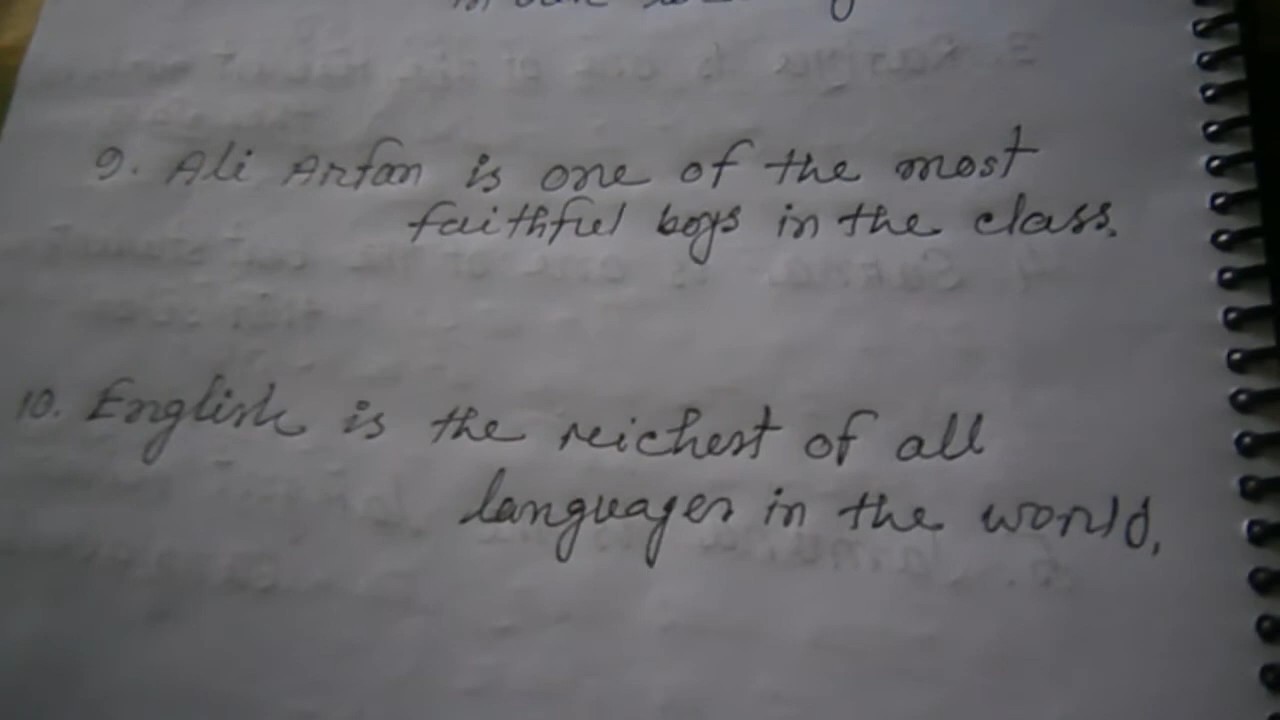 9. Ali Arfan is one of the most
faithful boys in the class.
10. English is the reichest of all
languages in the world,